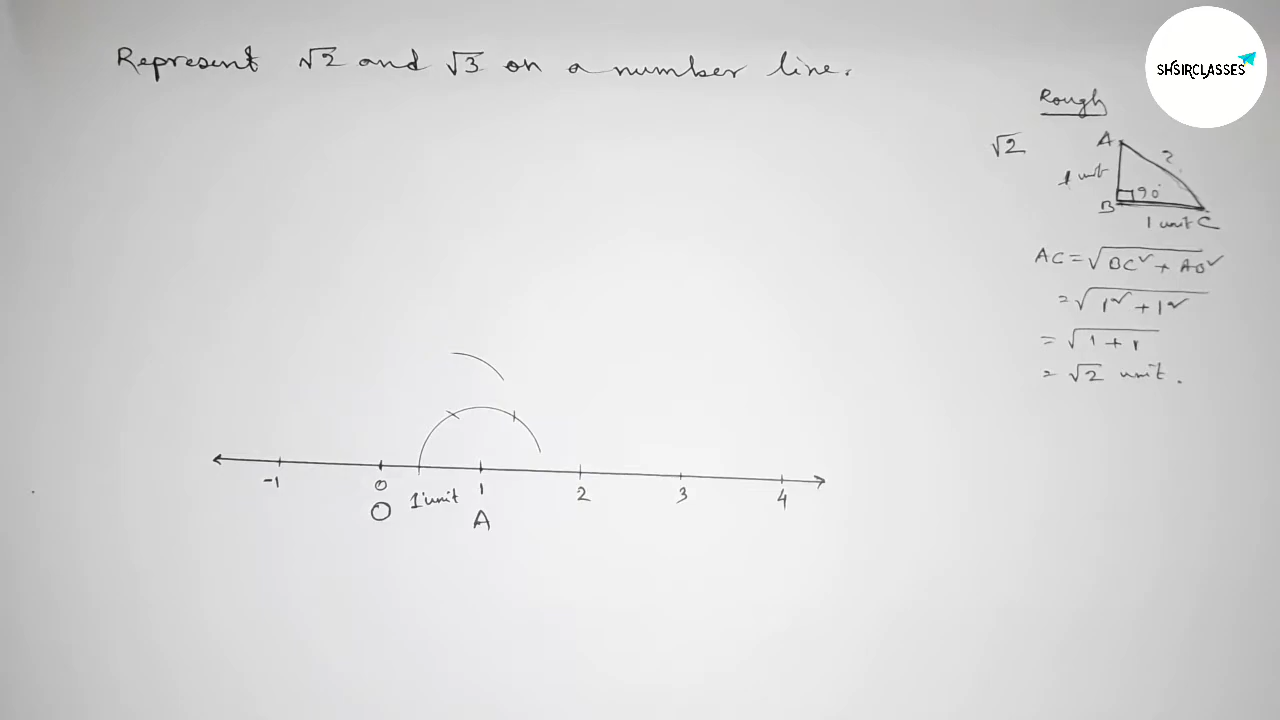 Represent √2 and √3 on a number line.
SHSIRCLASSES
Rough
√2
A
?
1 unit
90°
B
1 unit C
AC = √BC² + AB²
= √1² + 1²
= √1 + 1
= √2 unit.
-1 0 1 unit 1 2 3 4
O A